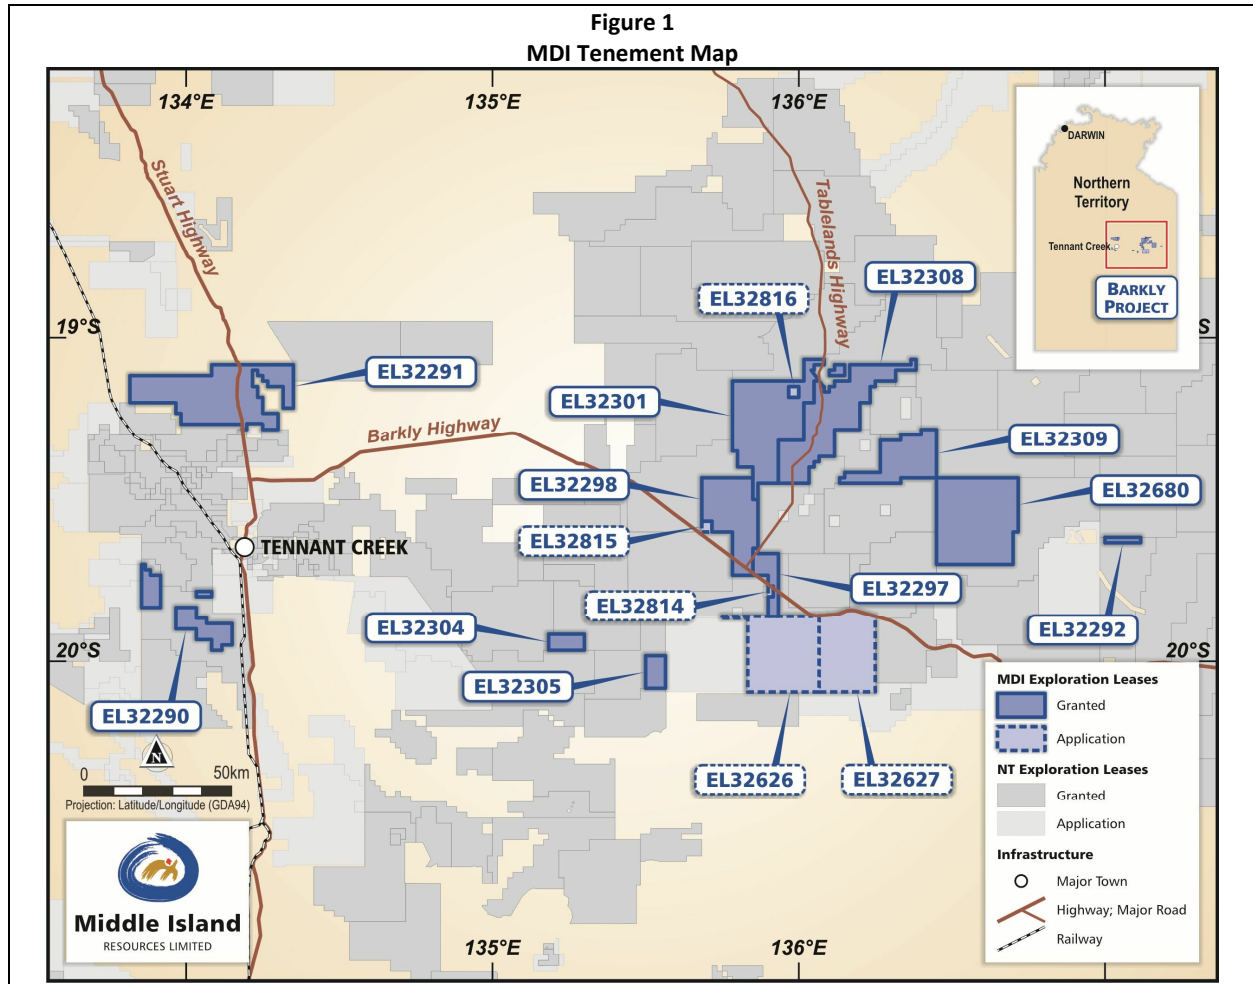 Figure 1
MDI Tenement Map
134°E
135°E
136°E
DARWIN
Northern
Territory
Tennant Creek
BARKLY
PROJECT
Stuart Highway
Tablelands Highway
EL32816
EL32308
19°S
S
EL32291
EL32301
Barkly Highway
EL32309
EL32298
EL32680
EL32815
TENNANT CREEK
EL32297
EL32814
EL32304
EL32292
20°S
20°S
EL32305
EL32290
N
0
50km
Projection: Latitude/Longitude (GDA94)
EL32626
EL32627
MDI Exploration Leases
Granted
Application
NT Exploration Leases
Granted
Application
Infrastructure
Major Town
Highway; Major Road
Railway
Middle Island
RESOURCES LIMITED
135°E
136°E